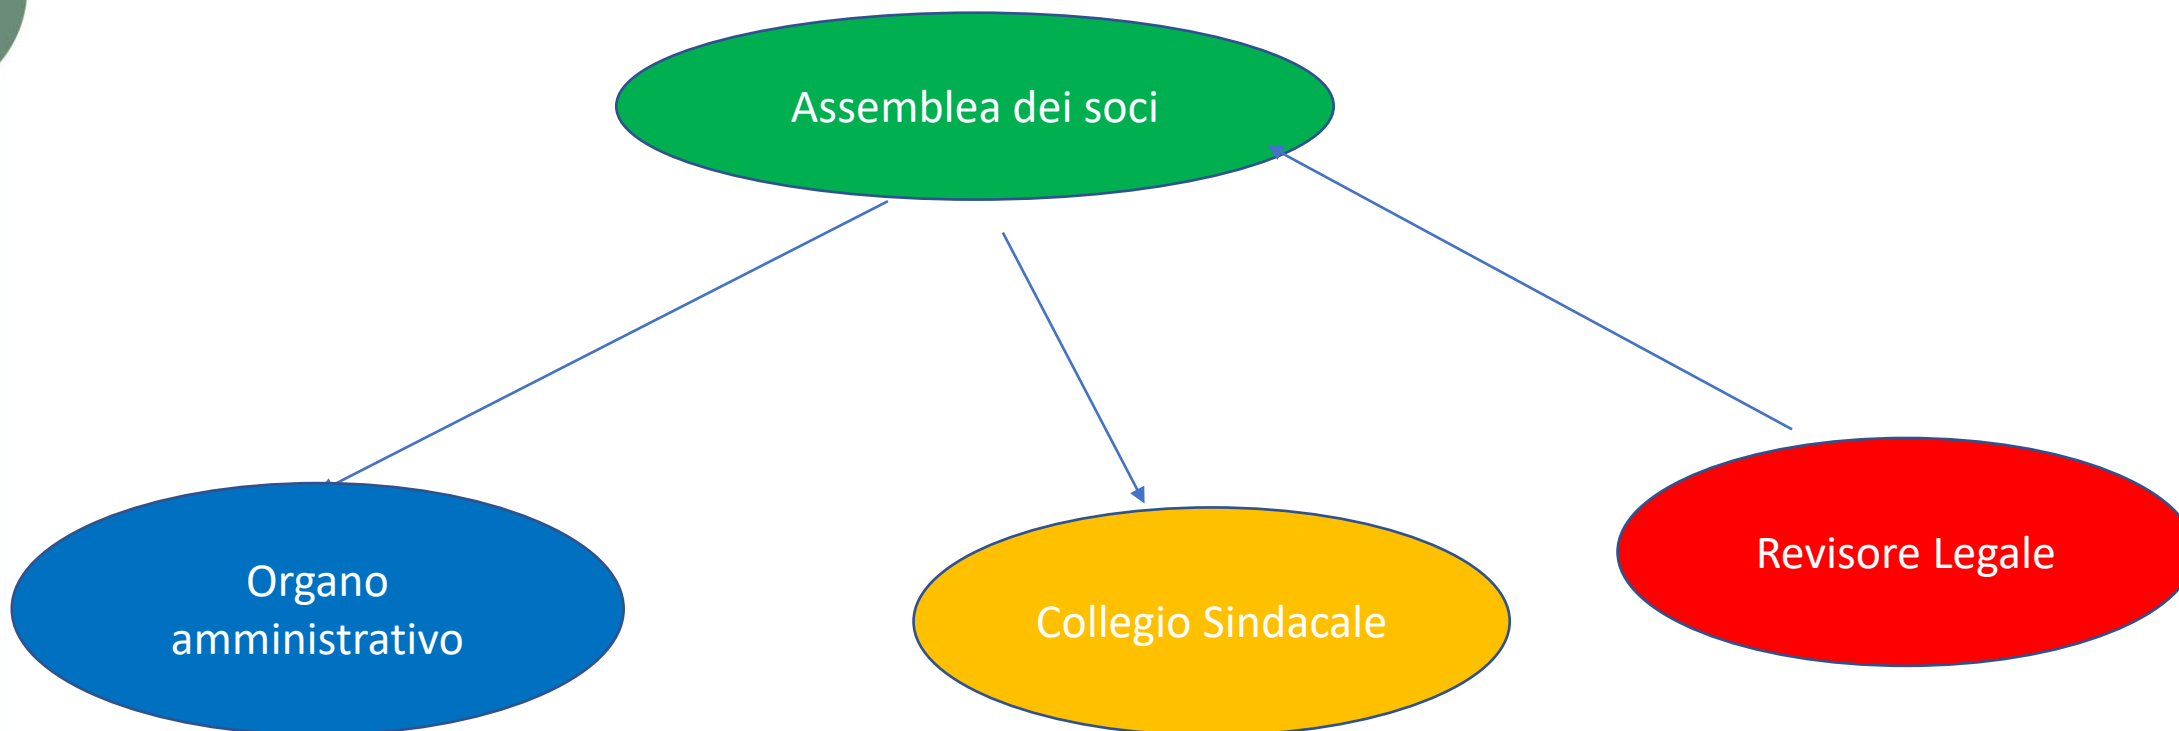 Assemblea dei soci
Organo
amministrativo
Collegio Sindacale
Revisore Legale